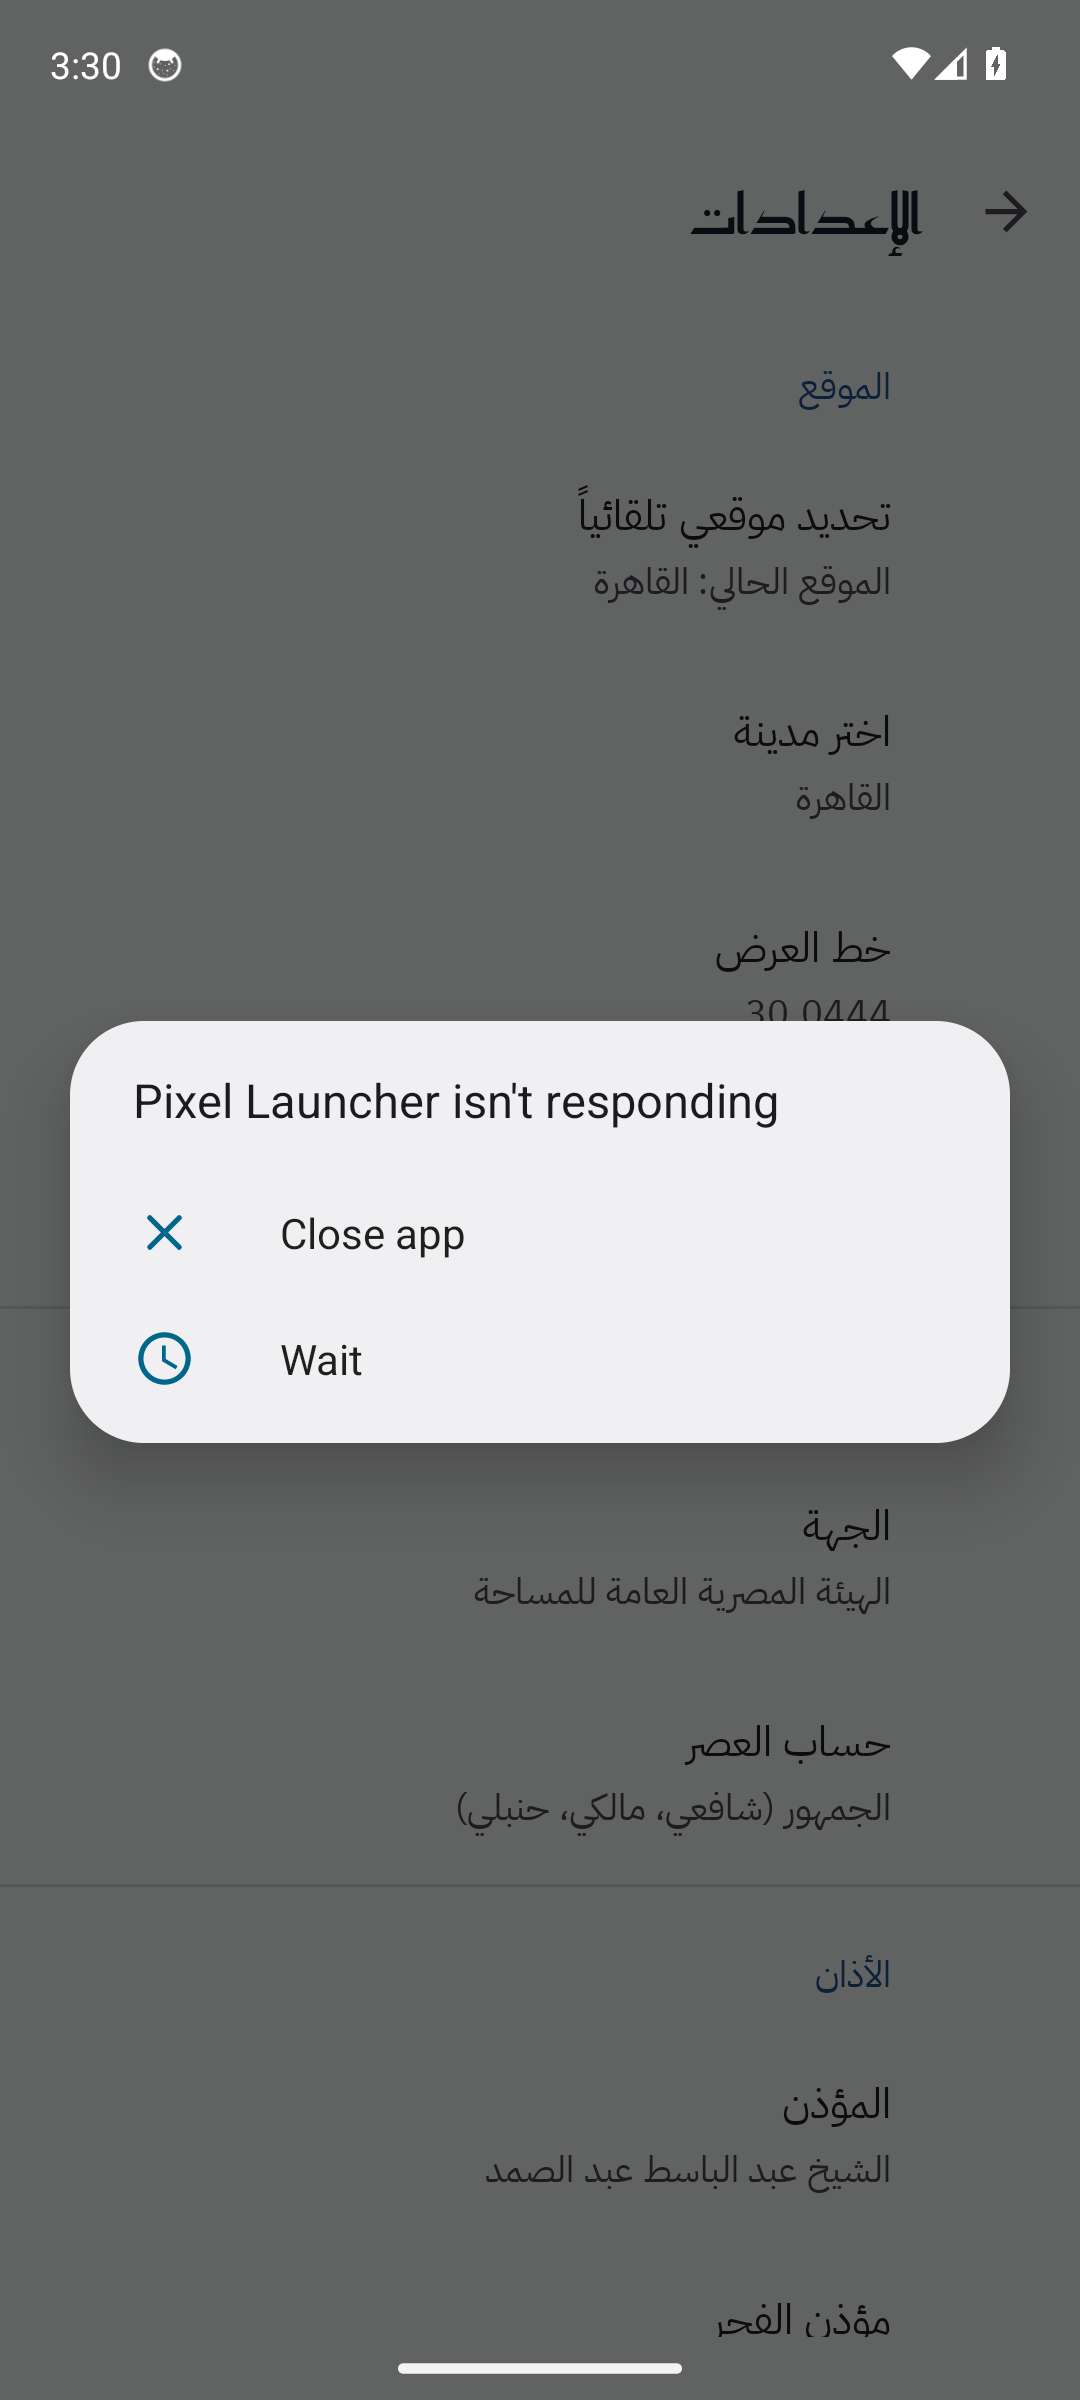 3:30
الإعدادات
الموقع
تحديد موقعي تلقائياً
الموقع الحالي: القاهرة
اختر مدينة
القاهرة
خط العرض
30.0444
Pixel Launcher isn't responding
Close app
Wait
الجهة
الهيئة المصرية العامة للمساحة
حساب العصر
الجمهور (شافعي، مالكي، حنبلي)
الأذان
المؤذن
الشيخ عبد الباسط عبد الصمد
مؤذن الفجر